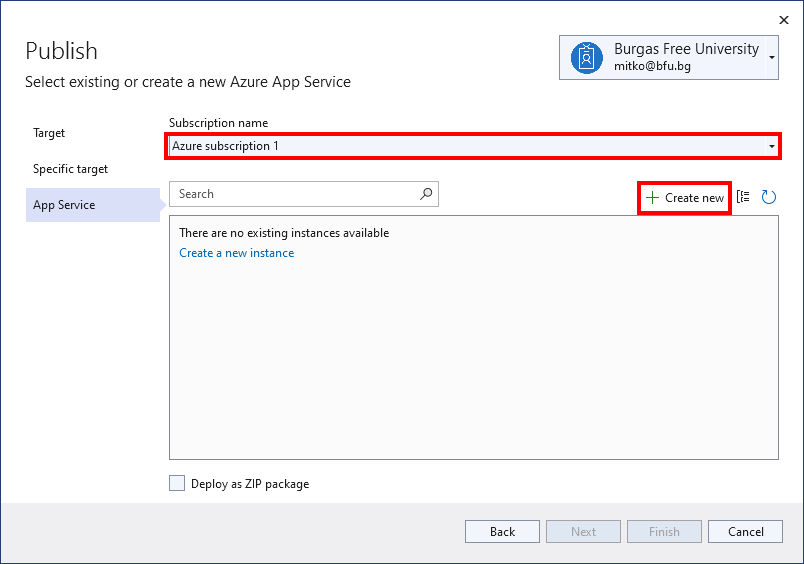 Publish
Select existing or create a new Azure App Service
Burgas Free University
mitko@bfu.bg
Target
Specific target
App Service
Subscription name
Azure subscription 1
Search
Create new
There are no existing instances available
Create a new instance
Deploy as ZIP package
Back
Next
Finish
Cancel